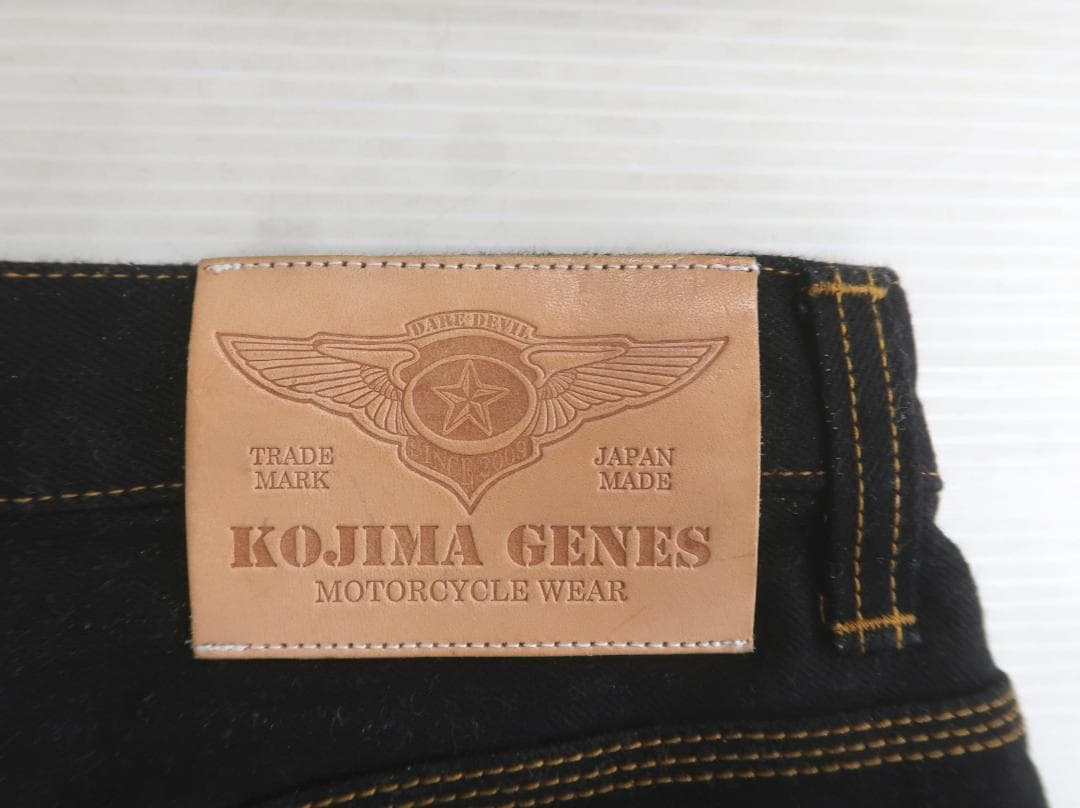 DARE DEVIL
SINCE 2009
TRADE
MARK
JAPAN
MADE
KOJIMA GENES
MOTORCYCLE WEAR